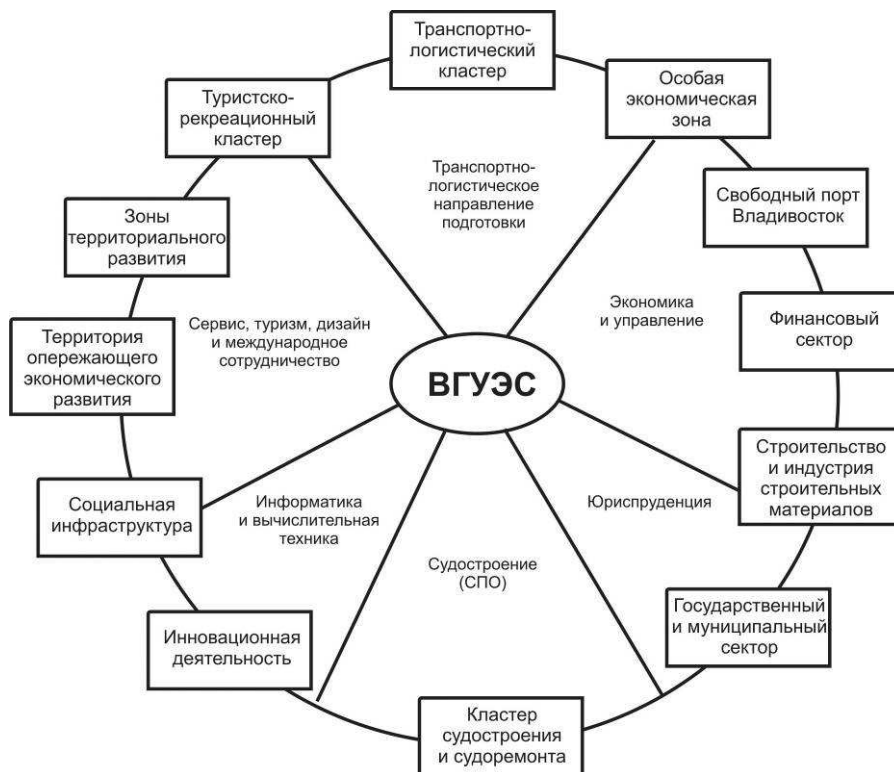 Транспортно-
логистический
кластер
Особая
экономическая
зона
Свободный порт
Владивосток
Финансовый
сектор
Строительство
и индустрия
строительных
материалов
Государственный
и муниципальный
сектор
Кластер
судостроения
и судоремонта
Инновационная
деятельность
Социальная
инфраструктура
Территория
опережающего
экономического
развития
Зоны
территориального
развития
Туристско-
рекреационный
кластер
Транспортно-
логистическое
направление
подготовки
Экономика
и управление
Юриспруденция
Судостроение
(СПО)
Информатика
и вычислительная
техника
Сервис, туризм, дизайн
и международное
сотрудничество
ВГУЭС